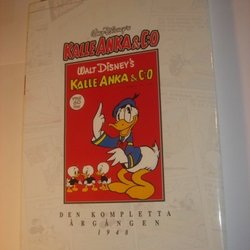 Walt Disney's
KALLE ANKA & C:O
WALT DISNEY'S
KALLE ANKA & C:O
DEN KOMPLETTA
ÅRGÅNGEN
1948